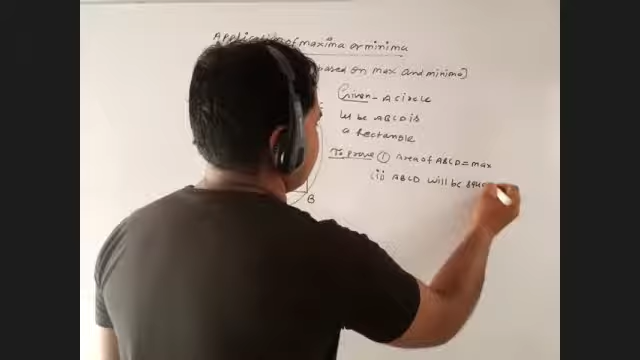 Application of maxima or minima
based on max and minima)
Given - A circle
let be ABCD is
a Rectangle
To prove (i) Area of ABCD = max
(ii) ABCD will be squ
B